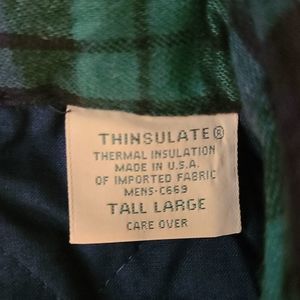 THINSULATE®
THERMAL INSULATION
MADE IN U.S.A.
OF IMPORTED FABRIC
MENS-C669
TALL LARGE
CARE OVER